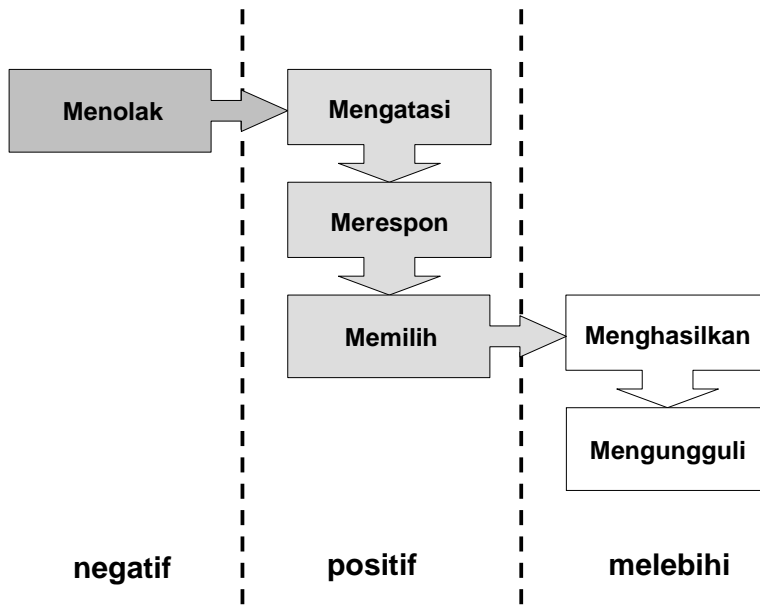 Menolak
Mengatasi
Merespon
Memilih
Menghasilkan
Mengungguli
negatif
positif
melebihi